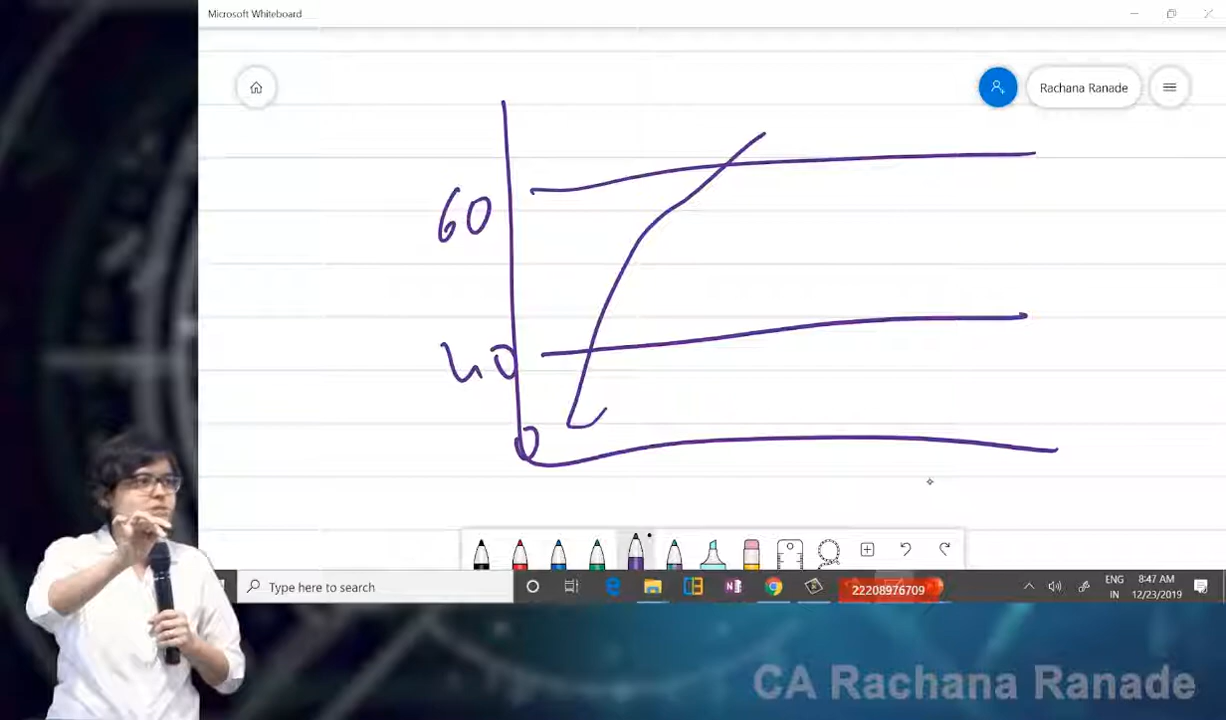 Microsoft Whiteboard
Rachana Ranade
60
40
0
Type here to search
22208976709
ENG
IN
8:47 AM
12/23/2019
CA Rachana Ranade